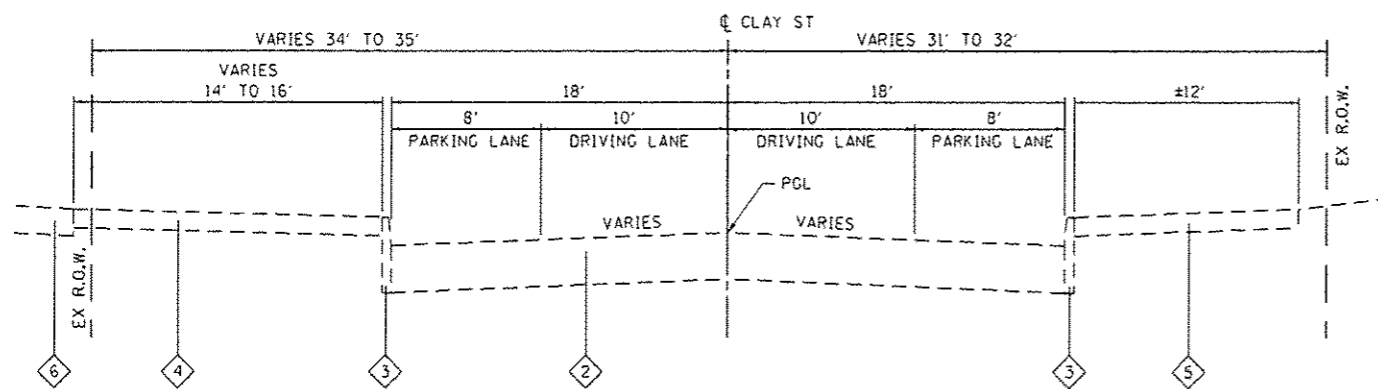 ℄ CLAY ST
VARIES 34' TO 35'
VARIES 31' TO 32'
VARIES
14' TO 16'
18'
18'
±12'
8'
10'
10'
8'
PARKING LANE
DRIVING LANE
DRIVING LANE
PARKING LANE
EX R.O.W.
PGL
VARIES
VARIES
EX R.O.W.
6
4
3
2
3
5